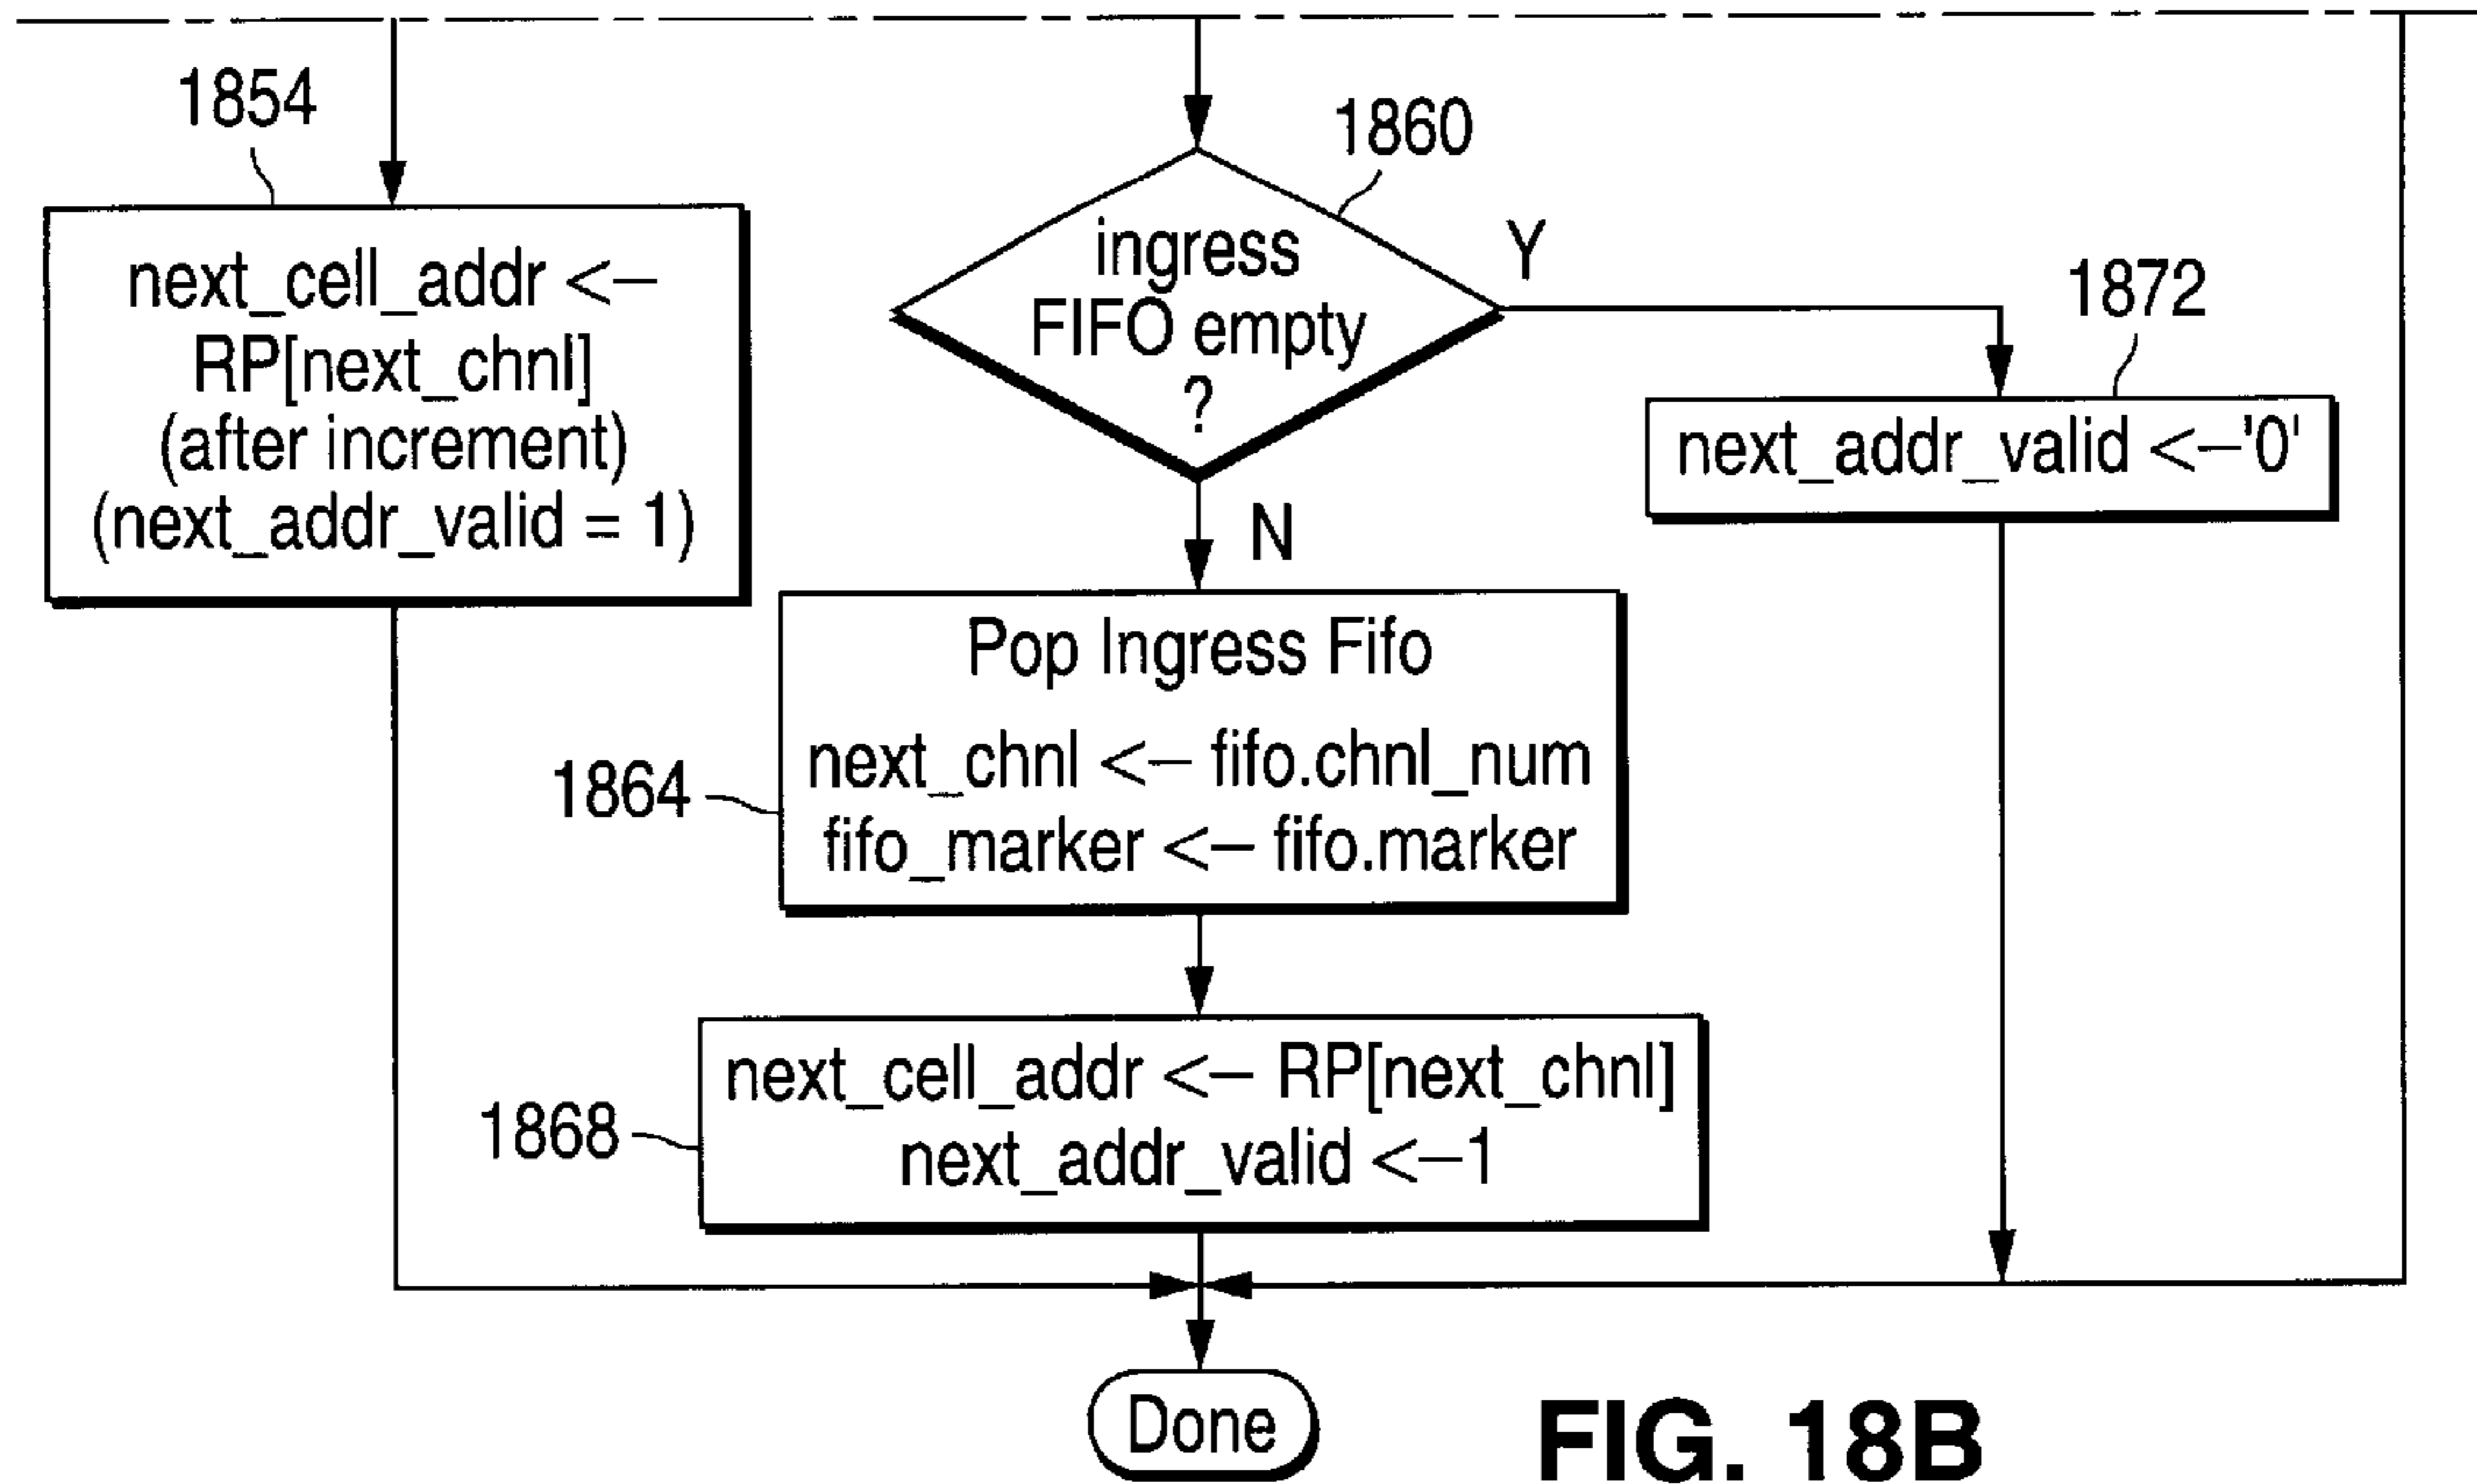 1854
next_cell_addr <–
RP[next_chnl]
(after increment)
(next_addr_valid = 1)
1860
ingress
FIFO empty
?
Y
N
1872
next_addr_valid <–'0'
Pop Ingress Fifo
next_chnl <– fifo.chnl_num
fifo_marker <– fifo.marker
1864
next_cell_addr <– RP[next_chnl]
next_addr_valid <–1
1868
Done
FIG. 18B